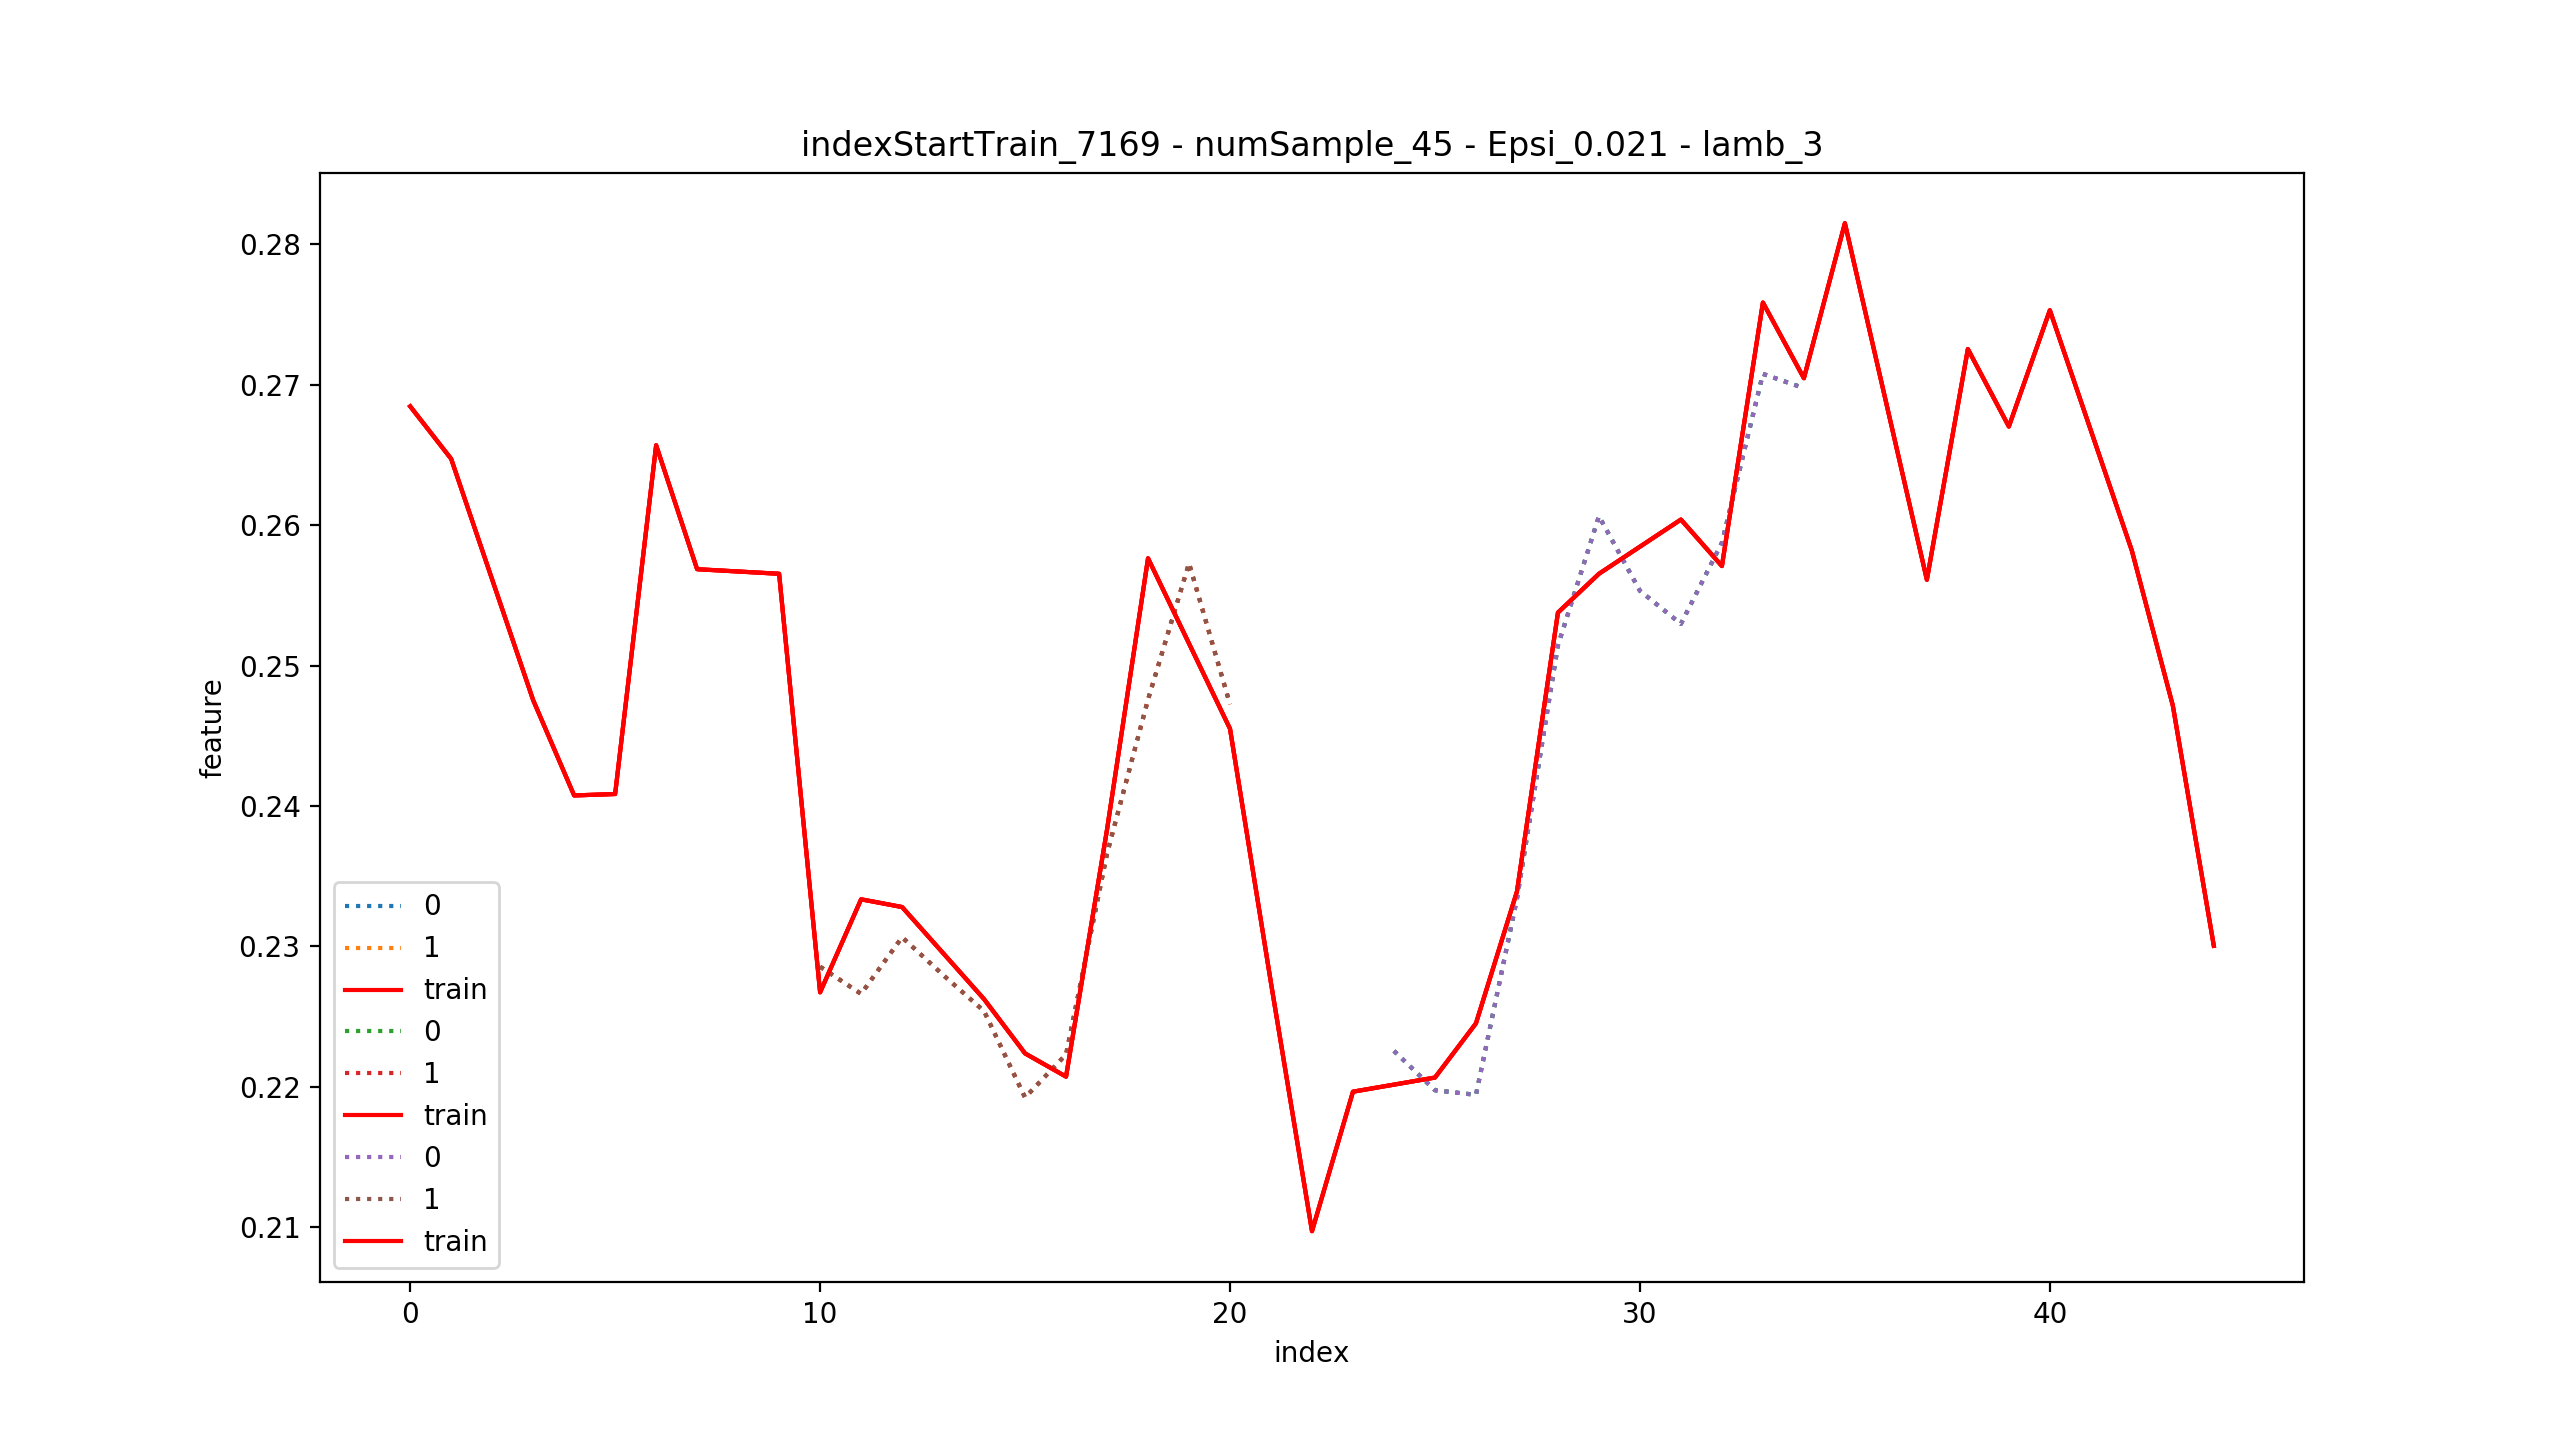 indexStartTrain_7169 - numSample_45 - Epsi_0.021 - lamb_3
feature
0.28
0.27
0.26
0.25
0.24
0.23
0.22
0.21
0
1
train
0
1
train
0
1
train
0 10 20 30 40
index